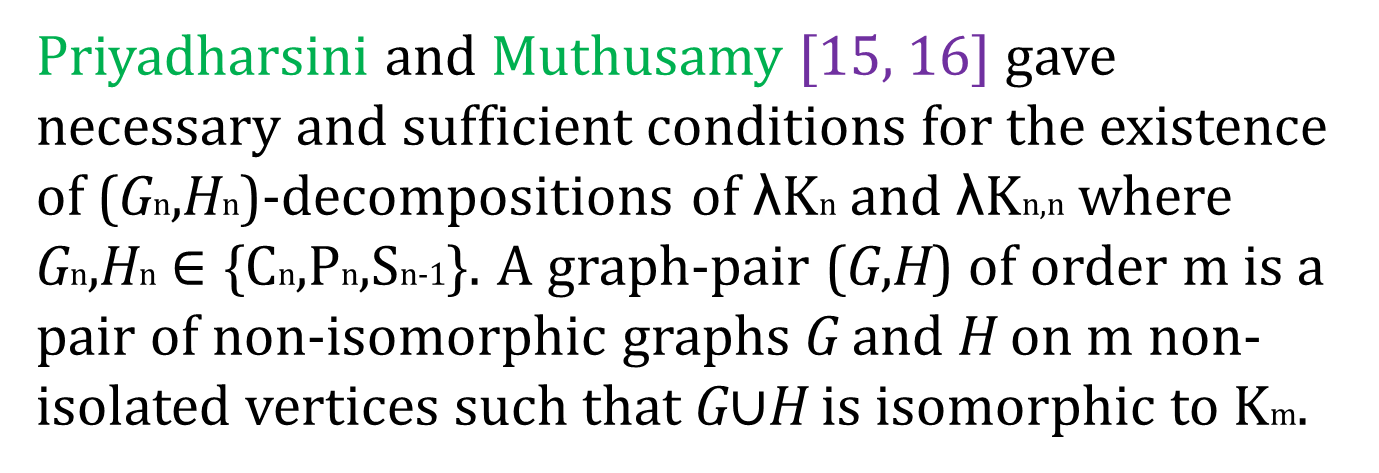 Priyadharsini and Muthusamy [15, 16] gave
necessary and sufficient conditions for the existence
of (Gn,Hn)-decompositions of λKn and λKn,n where
Gn,Hn ∈ {Cn,Pn,Sn-1}. A graph-pair (G,H) of order m is a
pair of non-isomorphic graphs G and H on m non-
isolated vertices such that G∪H is isomorphic to Km.